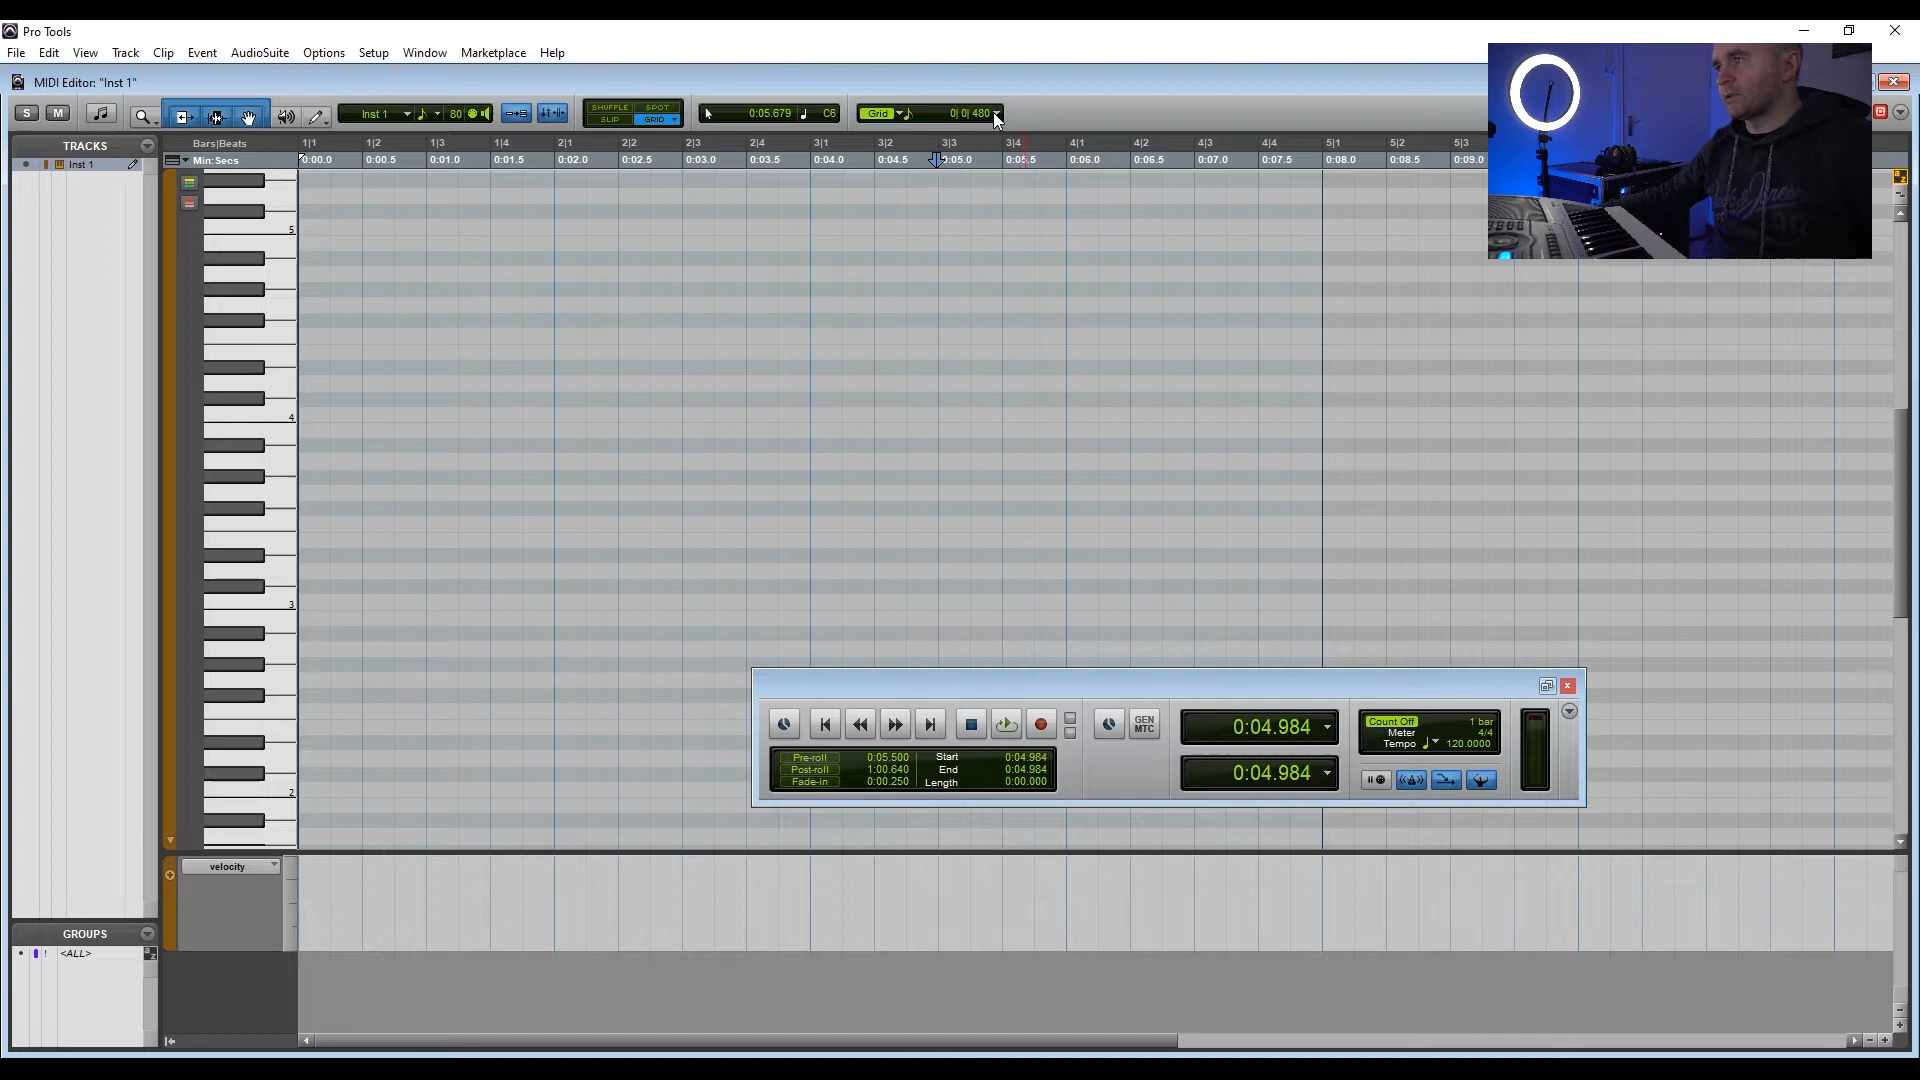 Pro Tools
File Edit View Track Clip Event AudioSuite Options Setup Window Marketplace Help
MIDI Editor: "Inst 1"
S M Inst 1 80 SHUFFLE SPOT 0:05.679 C6 Grid 0| 0| 480
SLIP GRID
TRACKS Bars|Beats 1|1 1|2 1|3 1|4 2|1 2|2 2|3 2|4 3|1 3|2 3|3 3|4 4|1 4|2 4|3 4|4 5|1 5|2 5|3
Inst 1 Min:Secs 0:00.0 0:00.5 0:01.0 0:01.5 0:02.0 0:02.5 0:03.0 0:03.5 0:04.0 0:04.5 0:05.0 0:05.5 0:06.0 0:06.5 0:07.0 0:07.5 0:08.0 0:08.5 0:09.0
a z
5
4
3
2
GEN
MTC
0:04.984
Count Off 1 bar
Meter 4/4
Tempo 120.0000
Pre-roll 0:05.500 Start 0:04.984
Post-roll 1:00.640 End 0:04.984
Fade-in 0:00.250 Length 0:00.000
0:04.984
velocity
GROUPS
! <ALL> a z